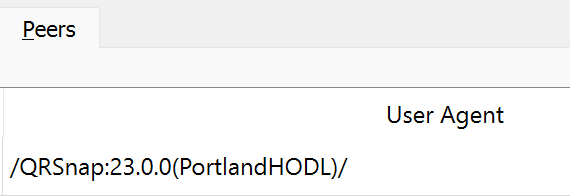 Peers
User Agent
/QRSnap:23.0.0(PortlandHODL)/